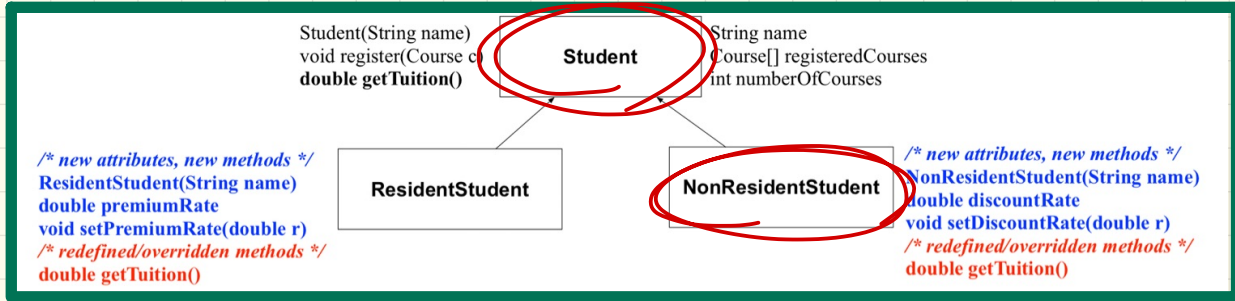 Student(String name)
void register(Course c)
double getTuition()
Student
String name
Course[] registeredCourses
int numberOfCourses
/* new attributes, new methods */
ResidentStudent(String name)
double premiumRate
void setPremiumRate(double r)
/* redefined/overridden methods */
double getTuition()
ResidentStudent
NonResidentStudent
/* new attributes, new methods */
NonResidentStudent(String name)
double discountRate
void setDiscountRate(double r)
/* redefined/overridden methods */
double getTuition()